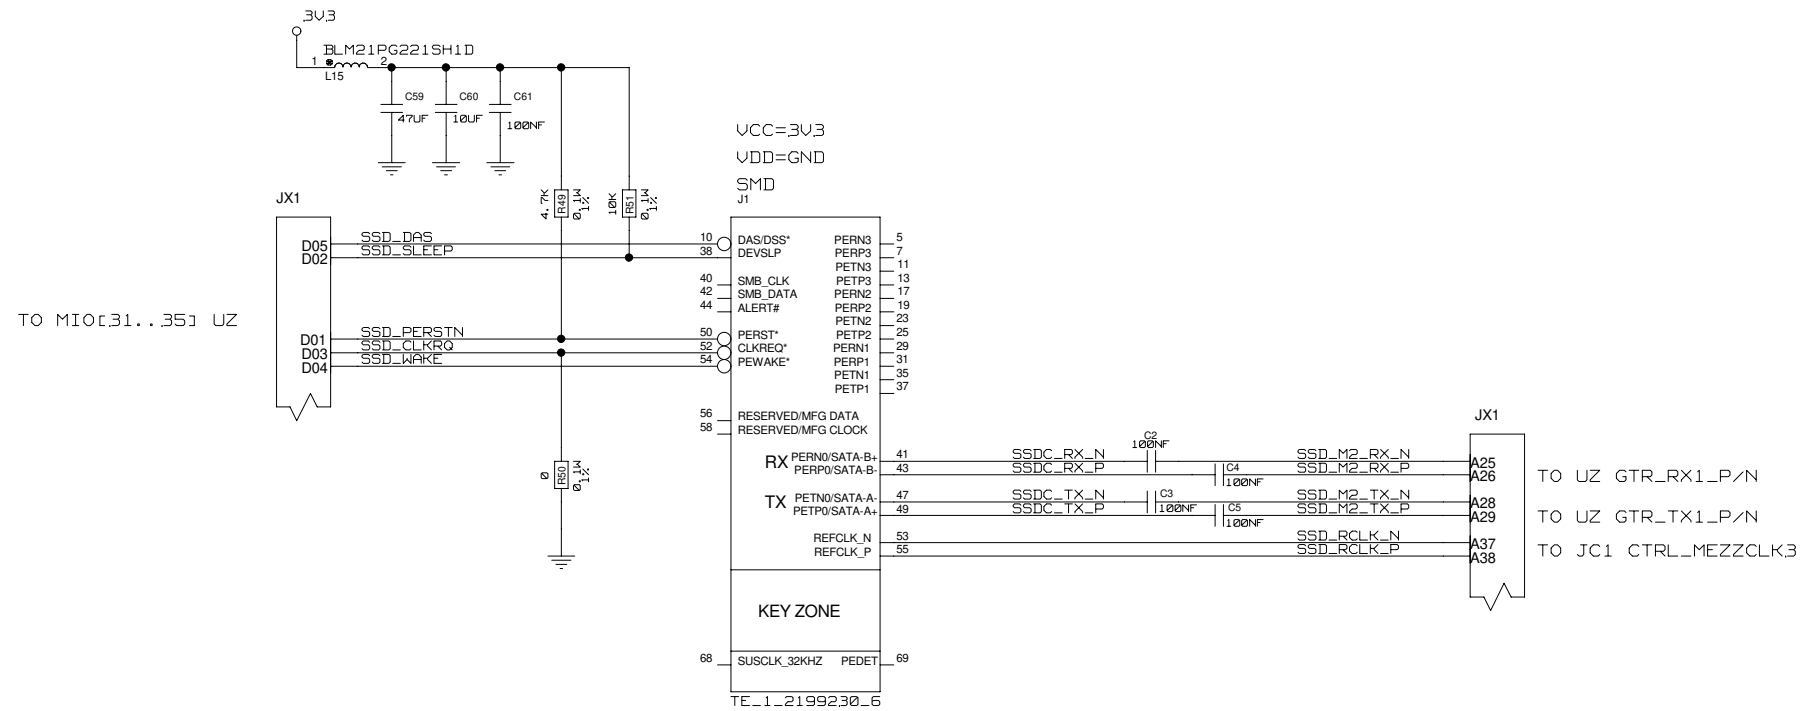 3V3
BLM21PG221SH1D
1 2
L15
C59 C60 C61
47UF 10UF 100NF
VCC=3V3
VDD=GND
SMD
J1
4.7K R49 0.1W 1%
10K R51 0.1W 1%
JX1
D05 SSD_DAS 10 DAS/DSS* PERN3 5
D02 SSD_SLEEP 38 DEVSLP PERP3 7
PETN3 11
40 SMB_CLK PETP3 13
42 SMB_DATA PERN2 17
44 ALERT# PERP2 19
TO MIO[31..35] UZ
PETN2 23
D01 SSD_PERSTN 50 PERST* PETP2 25
D03 SSD_CLKRQ 52 CLKREQ* PERN1 29
D04 SSD_WAKE 54 PEWAKE* PERP1 31
PETN1 35
PETP1 37
56 RESERVED/MFG DATA
58 RESERVED/MFG CLOCK
JX1
C2
100NF
RX PERN0/SATA-B+ 41 SSDC_RX_N SSD_M2_RX_N A25
PERP0/SATA-B- 43 SSDC_RX_P C4 100NF SSD_M2_RX_P A26
TO UZ GTR_RX1_P/N
0 R50 0.1W 1%
TX PETN0/SATA-A- 47 SSDC_TX_N C3 100NF SSD_M2_TX_N A28
PETP0/SATA-A+ 49 SSDC_TX_P C5 100NF SSD_M2_TX_P A29
TO UZ GTR_TX1_P/N
REFCLK_N 53 SSD_RCLK_N A37
REFCLK_P 55 SSD_RCLK_P A38
TO JC1 CTRL_MEZZCLK3
KEY ZONE
68 SUSCLK_32KHZ PEDET 69
TE_1_2199230_6